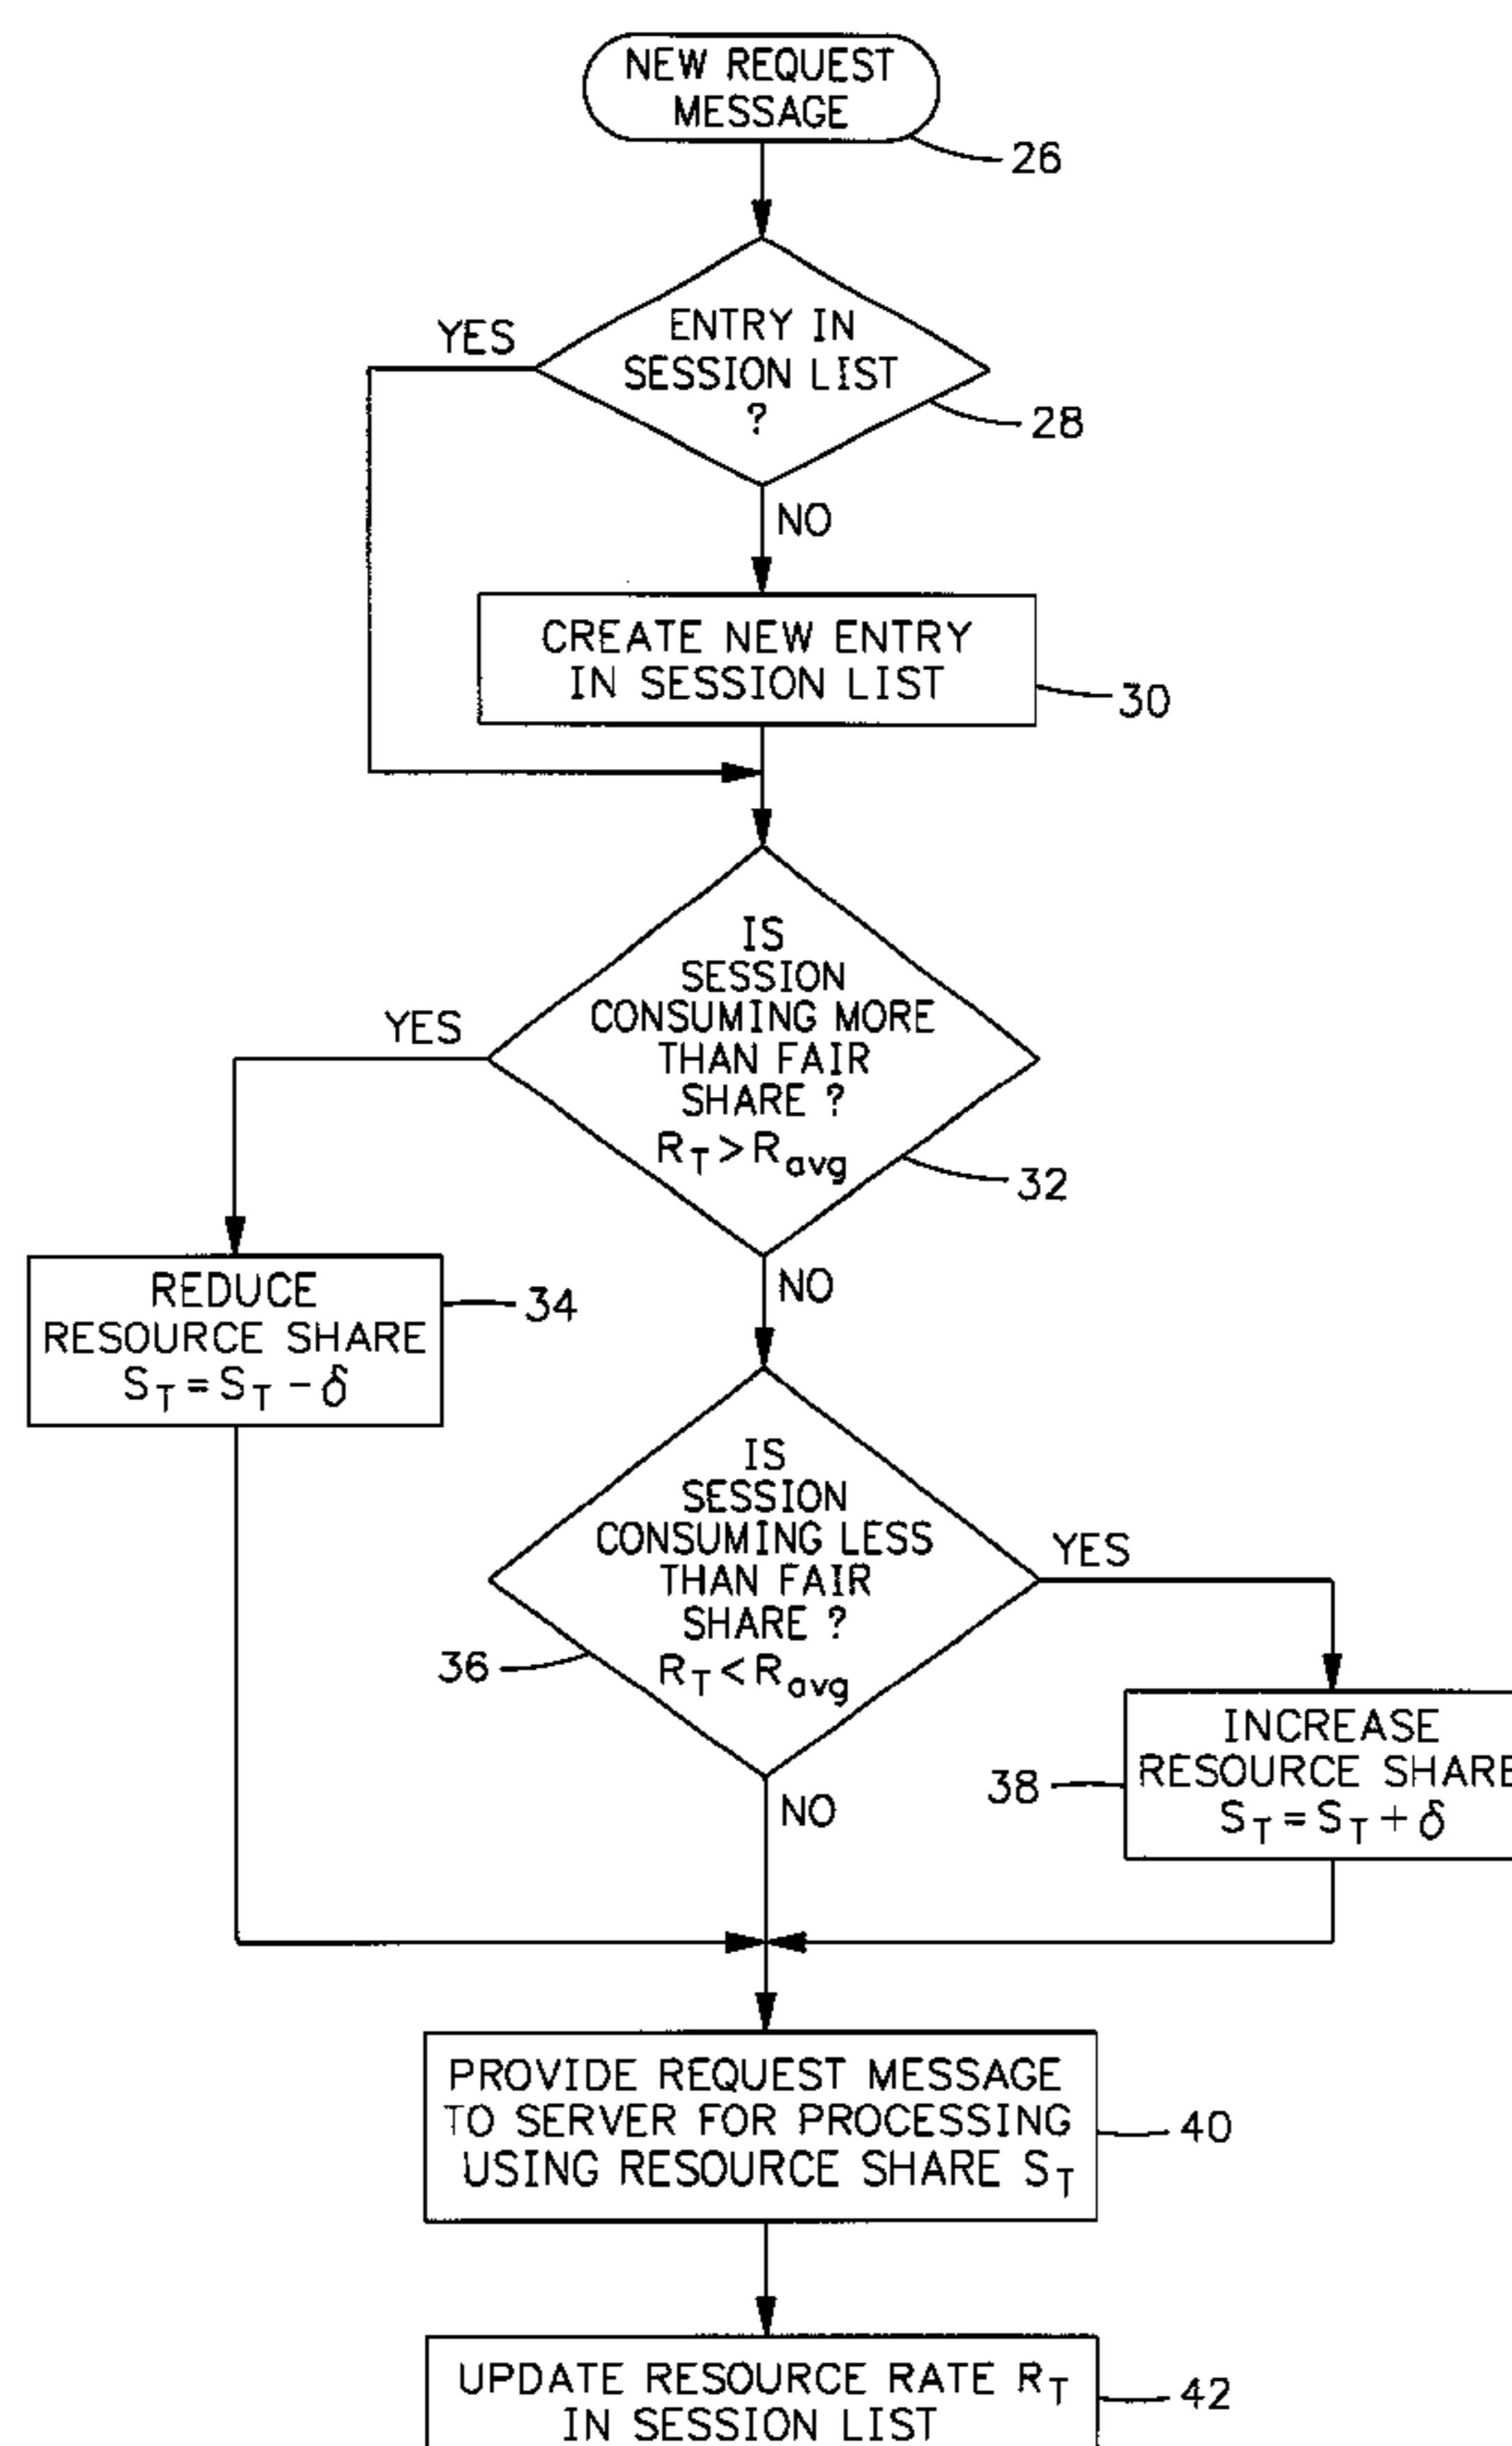 NEW REQUEST
MESSAGE
26
ENTRY IN
SESSION LIST
?
YES
28
NO
CREATE NEW ENTRY
IN SESSION LIST
30
IS
SESSION
CONSUMING MORE
THAN FAIR
SHARE ?
R_T > R_avg
YES
32
NO
REDUCE
RESOURCE SHARE
S_T = S_T - δ
34
IS
SESSION
CONSUMING LESS
THAN FAIR
SHARE ?
R_T < R_avg
YES
36
INCREASE
RESOURCE SHARE
S_T = S_T + δ
38
NO
PROVIDE REQUEST MESSAGE
TO SERVER FOR PROCESSING
USING RESOURCE SHARE S_T
40
UPDATE RESOURCE RATE R_T
IN SESSION LIST
42